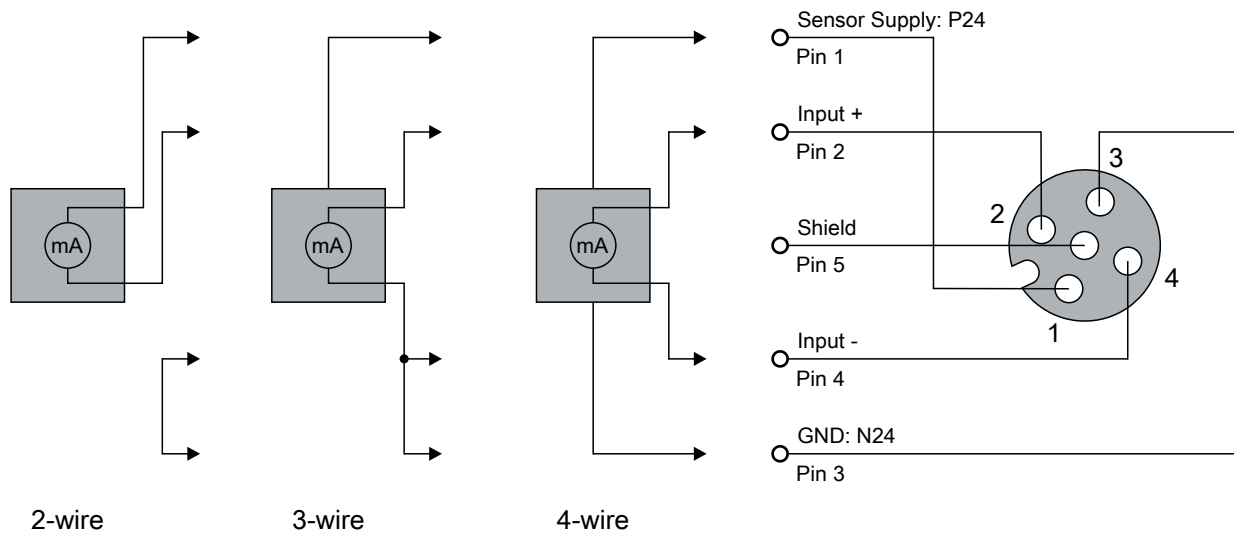 Sensor Supply: P24
Pin 1
Input +
Pin 2
3
2
mA
mA
mA
Shield
Pin 5
4
1
Input -
Pin 4
GND: N24
Pin 3
2-wire
3-wire
4-wire